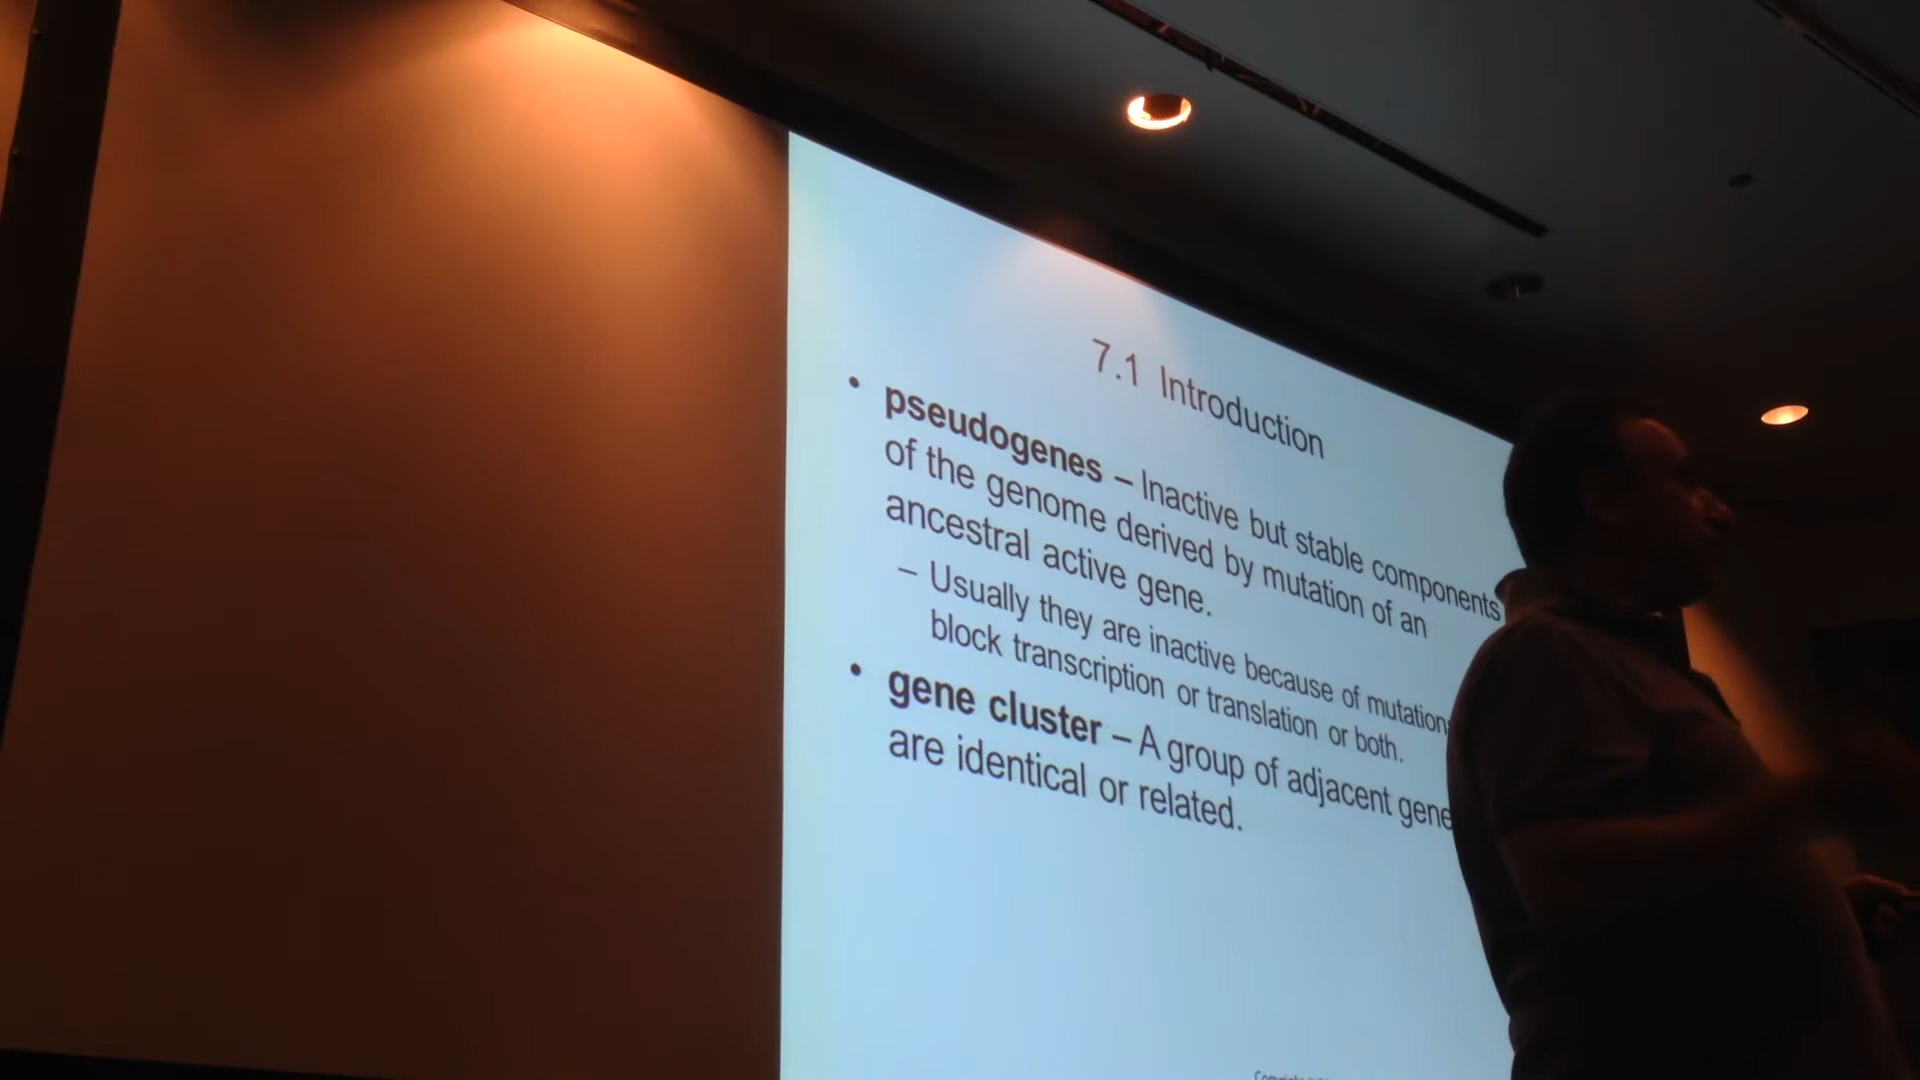 7.1 Introduction
• pseudogenes – Inactive but stable components
of the genome derived by mutation of an
ancestral active gene.
– Usually they are inactive because of mutation
block transcription or translation or both.
• gene cluster – A group of adjacent gene
are identical or related.